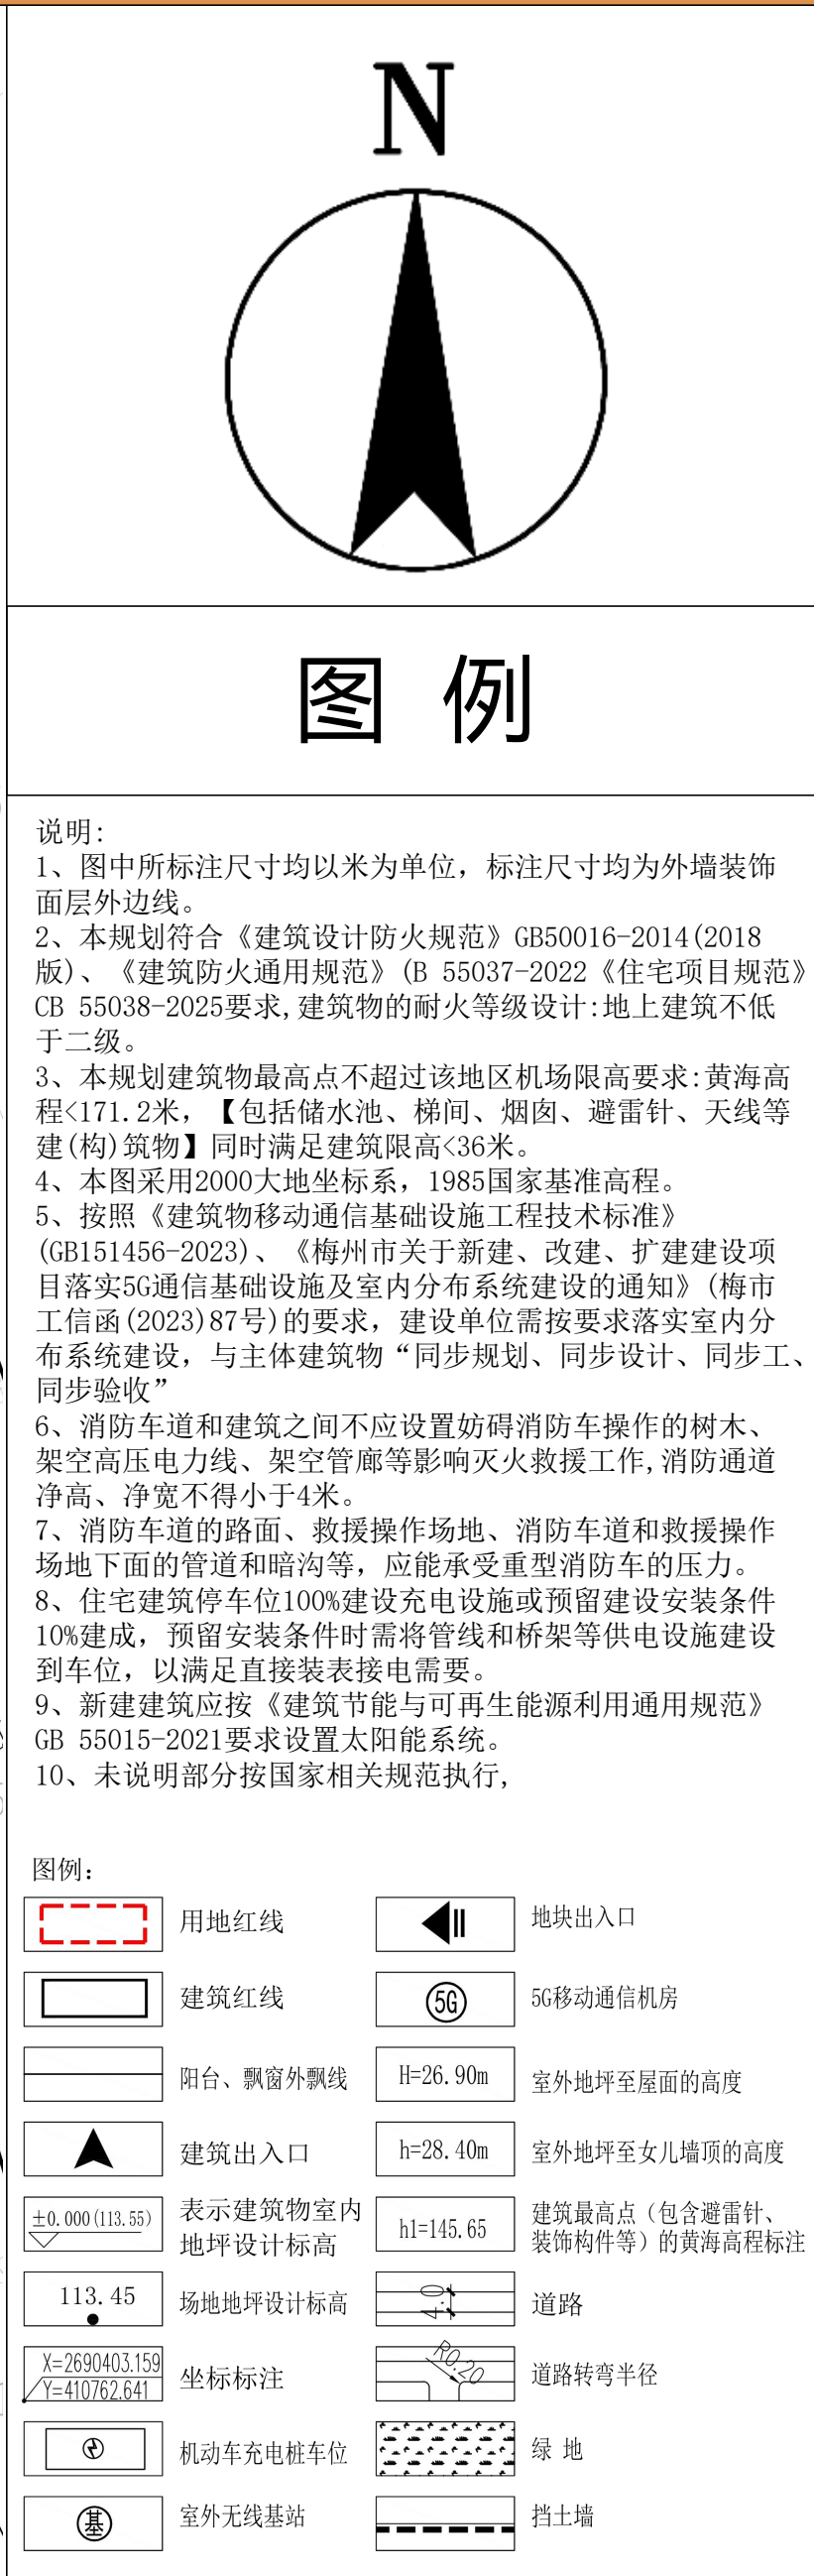 N
图 例
说明:
1、图中所标注尺寸均以米为单位，标注尺寸均为外墙装饰
面层外边线。
2、本规划符合《建筑设计防火规范》GB50016-2014(2018
版)、《建筑防火通用规范》(B 55037-2022《住宅项目规范》
CB 55038-2025要求,建筑物的耐火等级设计:地上建筑不低
于二级。
3、本规划建筑物最高点不超过该地区机场限高要求:黄海高
程<171.2米，【包括储水池、梯间、烟囱、避雷针、天线等
建(构)筑物】同时满足建筑限高<36米。
4、本图采用2000大地坐标系，1985国家基准高程。
5、按照《建筑物移动通信基础设施工程技术标准》
(GB151456-2023)、《梅州市关于新建、改建、扩建建设项
目落实5G通信基础设施及室内分布系统建设的通知》(梅市
工信函(2023)87号)的要求，建设单位需按要求落实室内分
布系统建设，与主体建筑物“同步规划、同步设计、同步工、
同步验收”
6、消防车道和建筑之间不应设置妨碍消防车操作的树木、
架空高压电力线、架空管廊等影响灭火救援工作,消防通道
净高、净宽不得小于4米。
7、消防车道的路面、救援操作场地、消防车道和救援操作
场地下面的管道和暗沟等，应能承受重型消防车的压力。
8、住宅建筑停车位100%建设充电设施或预留建设安装条件
10%建成，预留安装条件时需将管线和桥架等供电设施建设
到车位，以满足直接装表接电需要。
9、新建建筑应按《建筑节能与可再生能源利用通用规范》
GB 55015-2021要求设置太阳能系统。
10、未说明部分按国家相关规范执行,
图例:
用地红线
地块出入口
建筑红线
5G
5G移动通信机房
阳台、飘窗外飘线
H=26.90m
室外地坪至屋面的高度
建筑出入口
h=28.40m
室外地坪至女儿墙顶的高度
±0.000(113.55)
表示建筑物室内
地坪设计标高
h1=145.65
建筑最高点（包含避雷针、
装饰构件等）的黄海高程标注
113.45
场地地坪设计标高
4.0
道路
X=2690403.159
Y=410762.641
坐标标注
R0.20
道路转弯半径
机动车充电桩车位
绿 地
基
室外无线基站
挡土墙